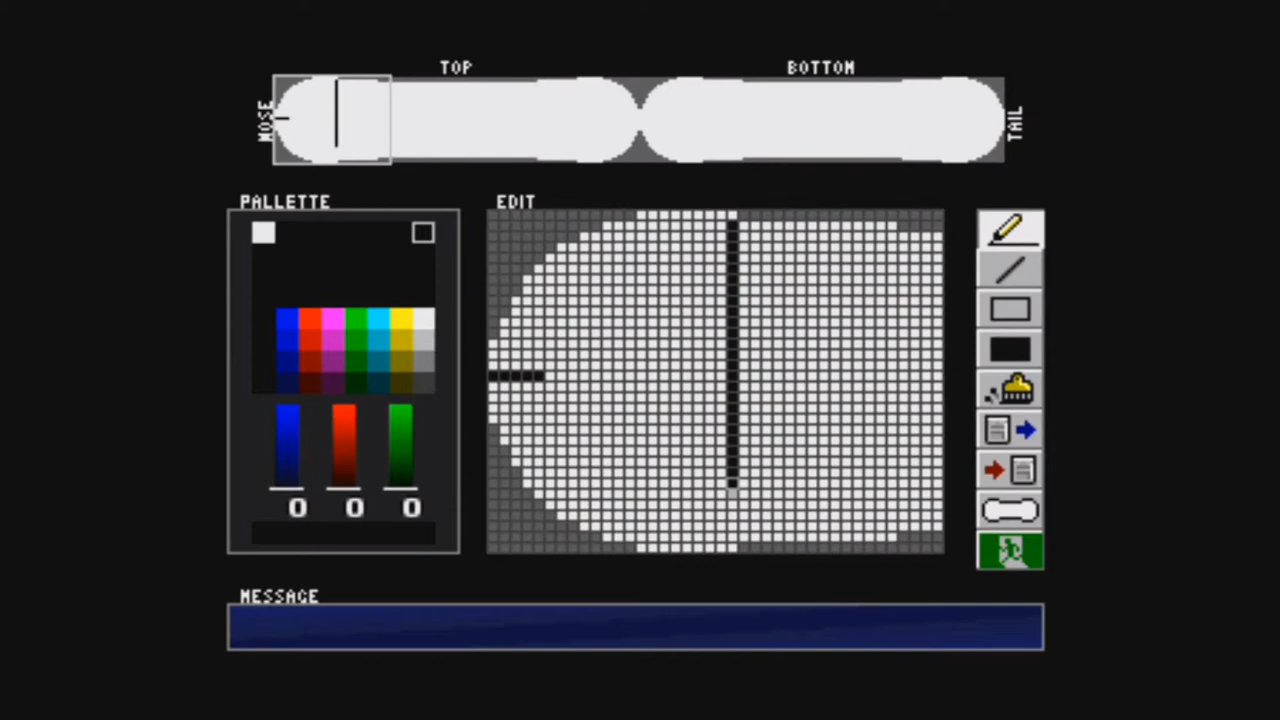 TOP
BOTTOM
NOSE
TAIL
PALLETTE
EDIT
0 0 0
MESSAGE